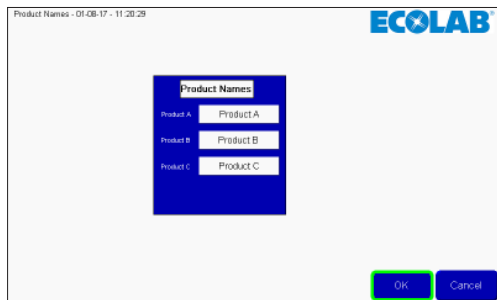 Product Names - 01-08-17 - 11:20:29
ECOLAB®
Product Names
Product A Product A
Product B Product B
Product C Product C
OK Cancel